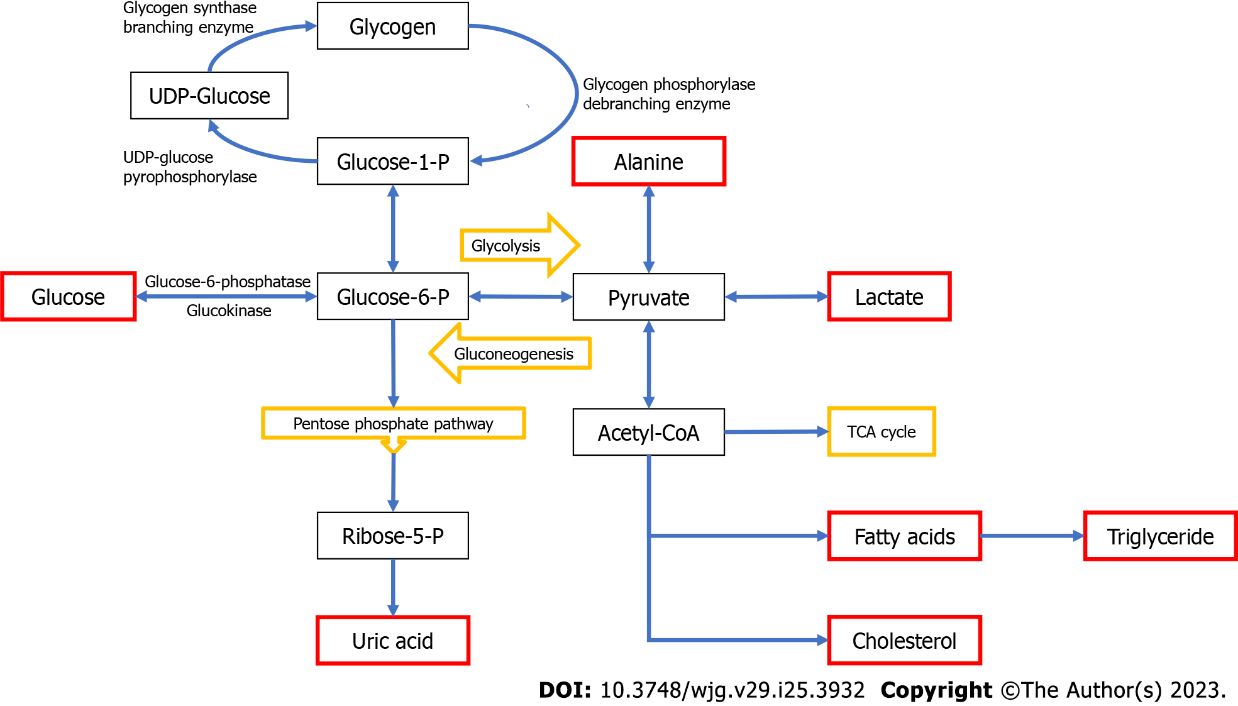 Glycogen synthase
branching enzyme
Glycogen
UDP-Glucose
Glycogen phosphorylase
debranching enzyme
UDP-glucose
pyrophosphorylase
Glucose-1-P
Alanine
Glycolysis
Glucose
Glucose-6-phosphatase
Glucokinase
Glucose-6-P
Pyruvate
Lactate
Gluconeogenesis
Pentose phosphate pathway
Acetyl-CoA
TCA cycle
Ribose-5-P
Fatty acids
Triglyceride
Uric acid
Cholesterol
DOI: 10.3748/wjg.v29.i25.3932 Copyright ©The Author(s) 2023.